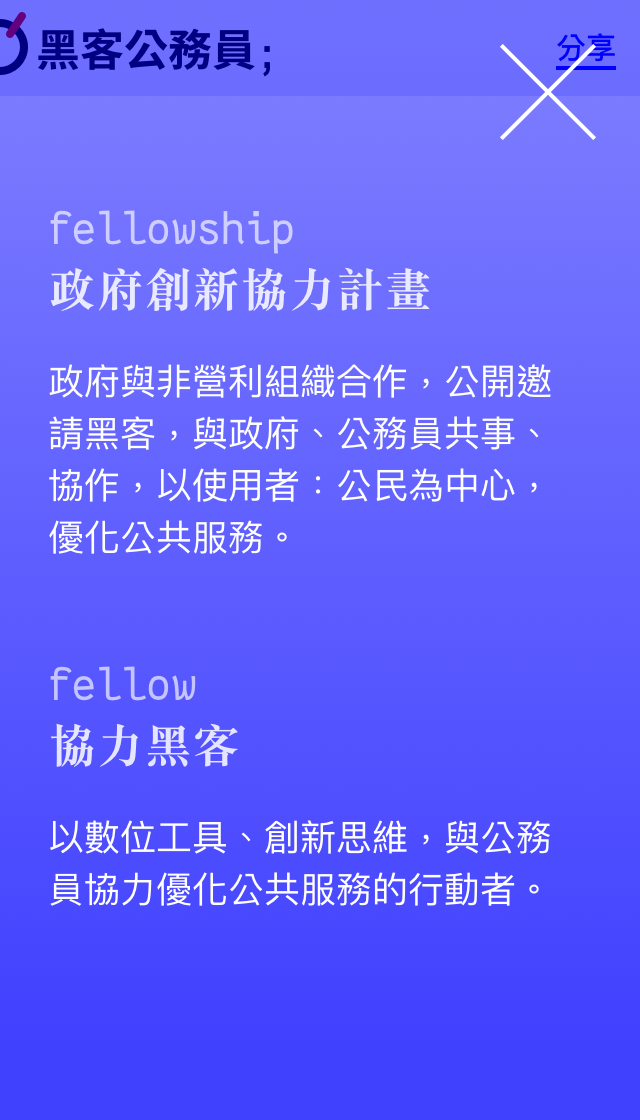 黑客公務員;
分享
fellowship
政府創新協力計畫
政府與非營利組織合作，公開邀
請黑客，與政府、公務員共事、
協作，以使用者：公民為中心，
優化公共服務。
fellow
協力黑客
以數位工具、創新思維，與公務
員協力優化公共服務的行動者。